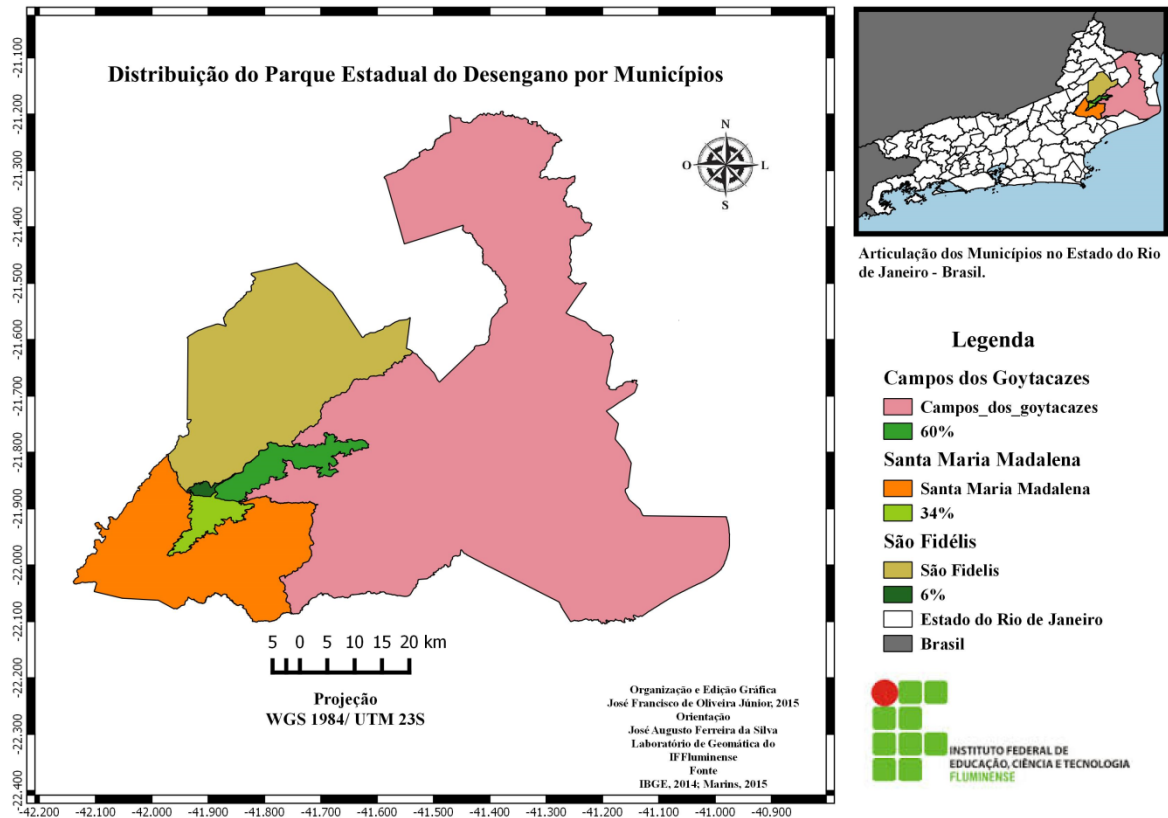 Distribuição do Parque Estadual do Desengano por Municípios
N
O
L
S
-21.100
-21.200
-21.300
-21.400
-21.500
-21.600
-21.700
-21.800
-21.900
-22.000
-22.100
-22.200
-22.300
-22.400
5 0 5 10 15 20 km
Projeção
WGS 1984/ UTM 23S
Organização e Edição Gráfica
José Francisco de Oliveira Júnior, 2015
Orientação
José Augusto Ferreira da Silva
Laboratório de Geomática do
IFFluminense
Fonte
IBGE, 2014; Marins, 2015
-42.200 -42.100 -42.000 -41.900 -41.800 -41.700 -41.600 -41.500 -41.400 -41.300 -41.200 -41.100 -41.000 -40.900
Articulação dos Municípios no Estado do Rio
de Janeiro - Brasil.
Legenda
Campos dos Goytacazes
Campos_dos_goytacazes
60%
Santa Maria Madalena
Santa Maria Madalena
34%
São Fidélis
São Fidelis
6%
Estado do Rio de Janeiro
Brasil
INSTITUTO FEDERAL DE
EDUCAÇÃO, CIÊNCIA E TECNOLOGIA
FLUMINENSE